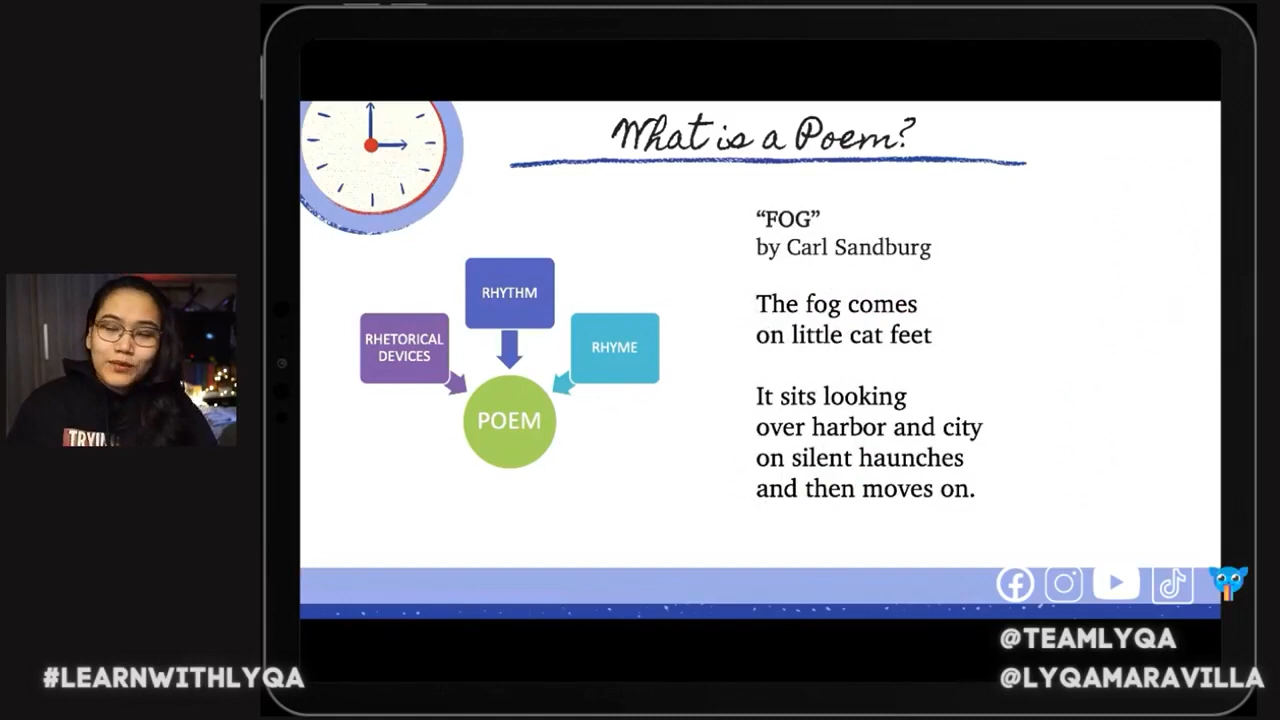 What is a Poem?
RHYTHM
RHETORICAL
DEVICES
RHYME
POEM
“FOG”
by Carl Sandburg
The fog comes
on little cat feet
It sits looking
over harbor and city
on silent haunches
and then moves on.
TRYIN
@TEAMLYQA
#LEARNWITHLYQA
@LYQAMARAVILLA